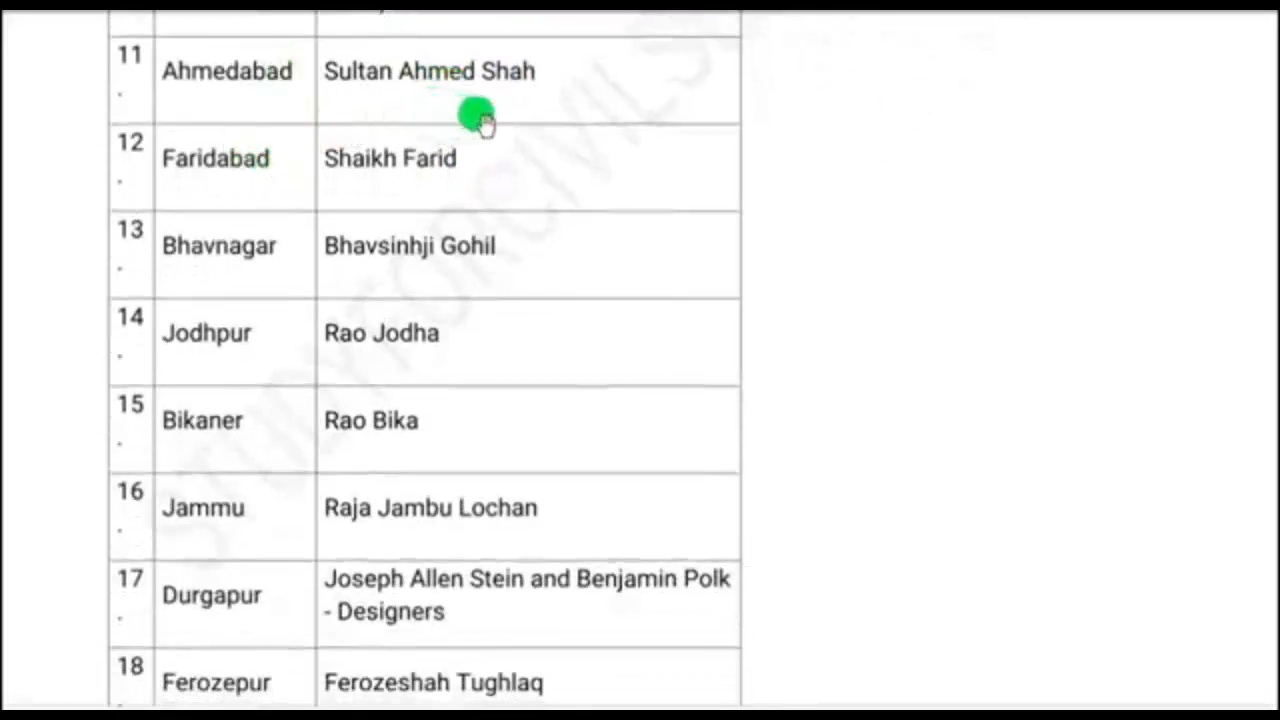 11
. Ahmedabad Sultan Ahmed Shah
12
. Faridabad Shaikh Farid
13
. Bhavnagar Bhavsinhji Gohil
14
. Jodhpur Rao Jodha
15
. Bikaner Rao Bika
16
. Jammu Raja Jambu Lochan
17
. Durgapur Joseph Allen Stein and Benjamin Polk
- Designers
18
. Ferozepur Ferozeshah Tughlaq
STUDYFORCIVILS